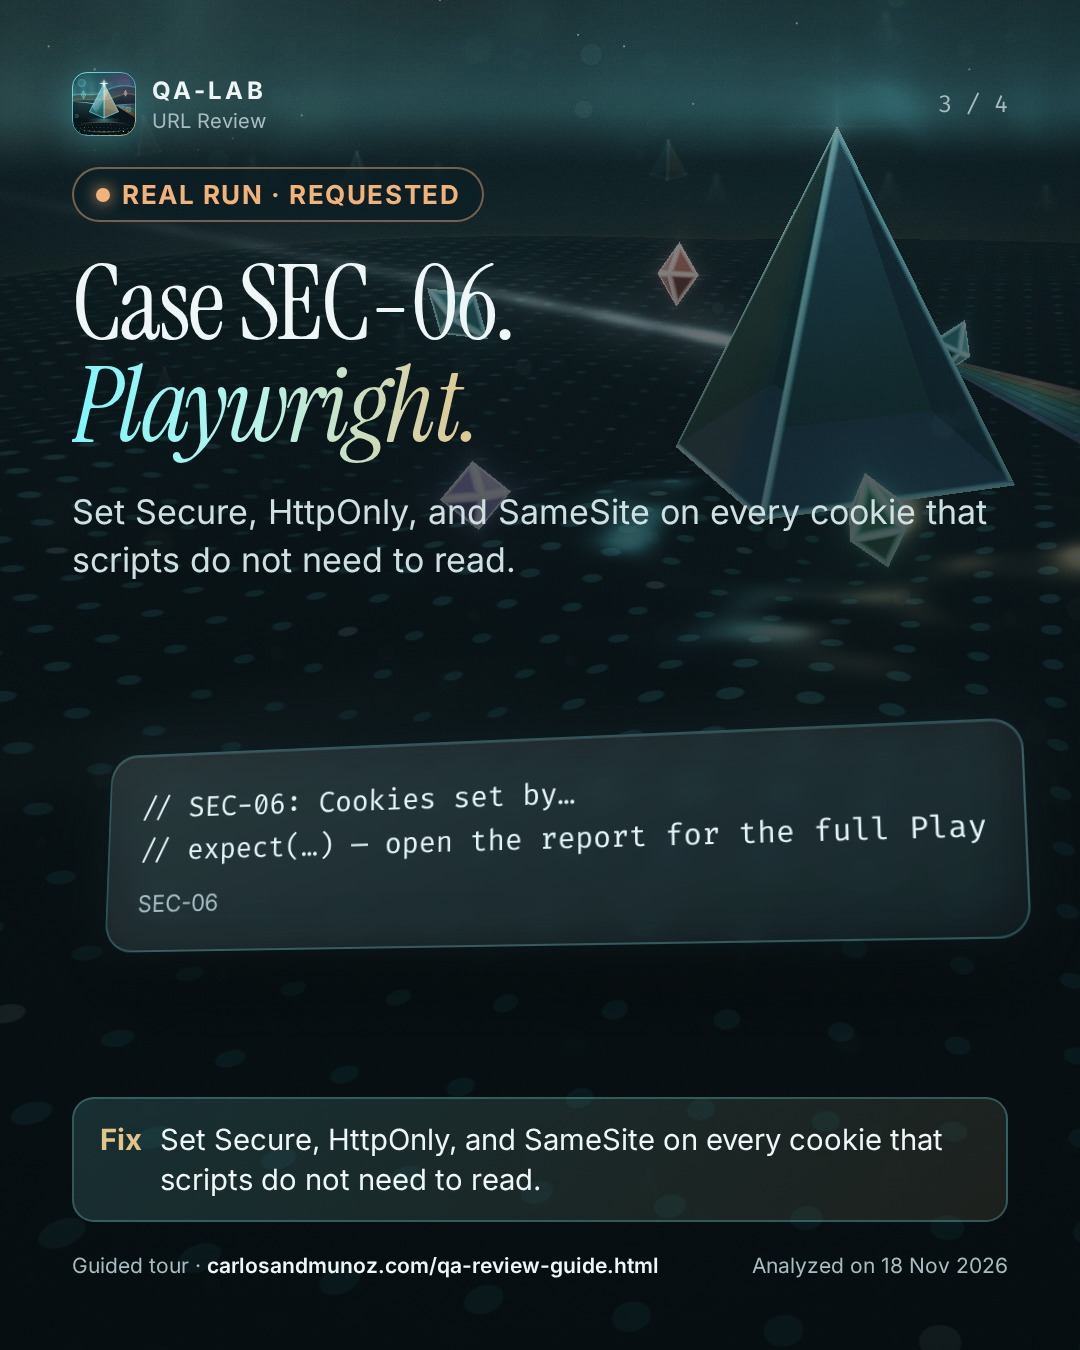 QA-LAB
URL Review
3 / 4
REAL RUN · REQUESTED
Case SEC-06.
Playwright.
Set Secure, HttpOnly, and SameSite on every cookie that
scripts do not need to read.
// SEC-06: Cookies set by…
// expect(…) — open the report for the full Play
SEC-06
Fix Set Secure, HttpOnly, and SameSite on every cookie that
scripts do not need to read.
Guided tour · carlosandmunoz.com/qa-review-guide.html
Analyzed on 18 Nov 2026